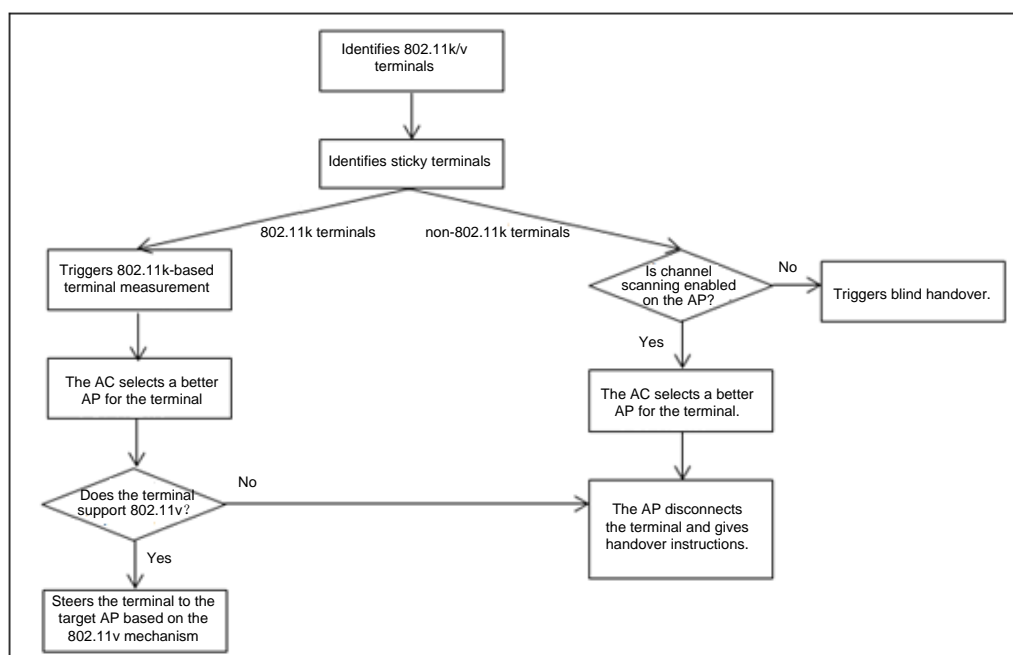 Identifies 802.11k/v
terminals
Identifies sticky terminals
802.11k terminals
non-802.11k terminals
Triggers 802.11k-based
terminal measurement
Is channel
scanning enabled
on the AP?
No
Triggers blind handover.
Yes
The AC selects a better
AP for the terminal
The AC selects a better
AP for the terminal.
Does the terminal
support 802.11v?
No
The AP disconnects
the terminal and gives
handover instructions.
Yes
Steers the terminal to the
target AP based on the
802.11v mechanism